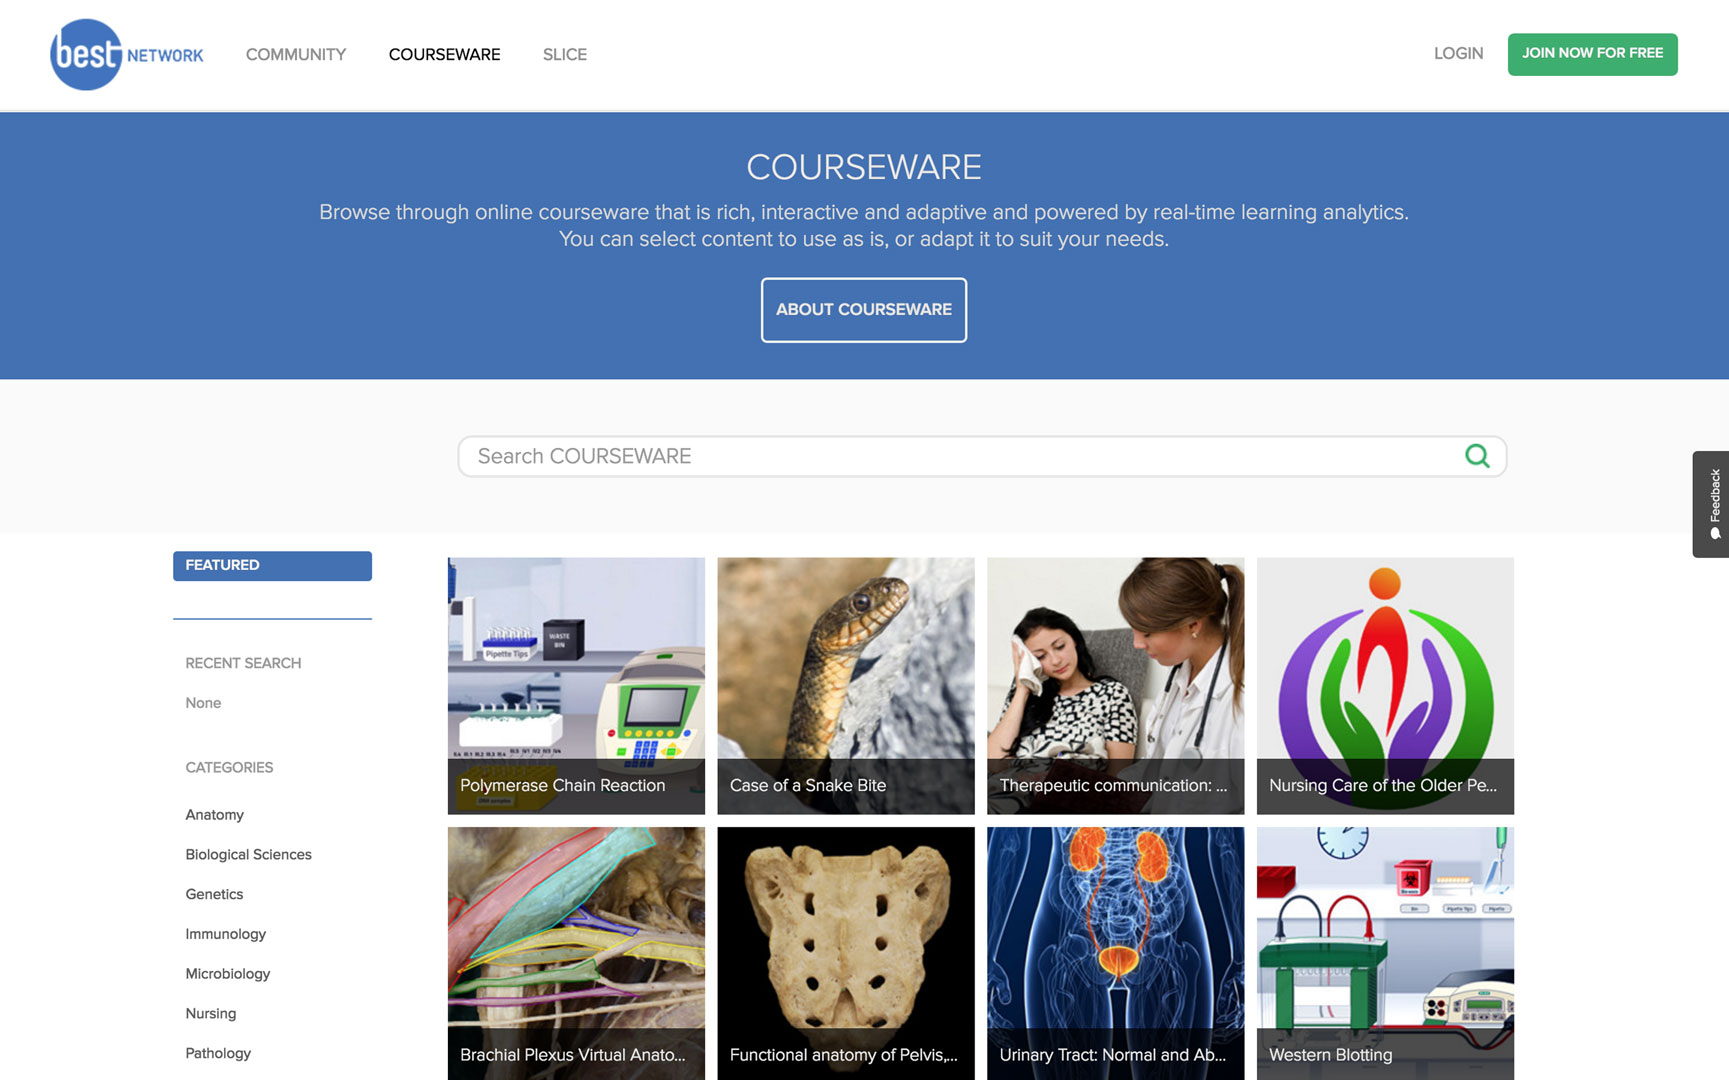 best NETWORK
COMMUNITY
COURSEWARE
SLICE
LOGIN
JOIN NOW FOR FREE
COURSEWARE
Browse through online courseware that is rich, interactive and adaptive and powered by real-time learning analytics.
You can select content to use as is, or adapt it to suit your needs.
ABOUT COURSEWARE
Search COURSEWARE
Feedback
FEATURED
RECENT SEARCH
None
CATEGORIES
Anatomy
Biological Sciences
Genetics
Immunology
Microbiology
Nursing
Pathology
WASTE
BIN
Pipette Tips
Polymerase Chain Reaction
Case of a Snake Bite
Therapeutic communication: ...
Nursing Care of the Older Pe...
Brachial Plexus Virtual Anato...
Functional anatomy of Pelvis,...
Urinary Tract: Normal and Ab...
Western Blotting